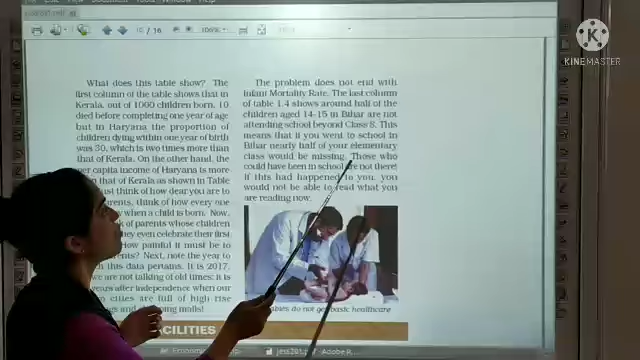 10 / 16
100%
KINEMASTER
What does this table show? The
first column of the table shows that in
Kerala, out of 1000 children born, 10
died before completing one year of age
but in Haryana the proportion of
children dying within one year of birth
was 30, which is two times more than
that of Kerala. On the other hand, the
per capita income of Haryana is more
that of Kerala as shown in Table
think of how dear you are to
think of how every one
when a child is born. Now,
of parents whose children
they even celebrate their first
How painful it must be to
Next, note the year to
this data pertains. It is 2017,
we are not talking of old times; it is
years after independence when our
cities are full of high rise
and malls!
The problem does not end with
Infant Mortality Rate. The last column
of table 1.4 shows around half of the
children aged 14-15 in Bihar are not
attending school beyond Class 8. This
means that if you went to school in
Bihar nearly half of your elementary
class would be missing. Those who
could have been in school are not there!
If this had happened to you, you
would not be able to read what you
are reading now.
babies do not get basic healthcare
CILITIES
jess201.pdf